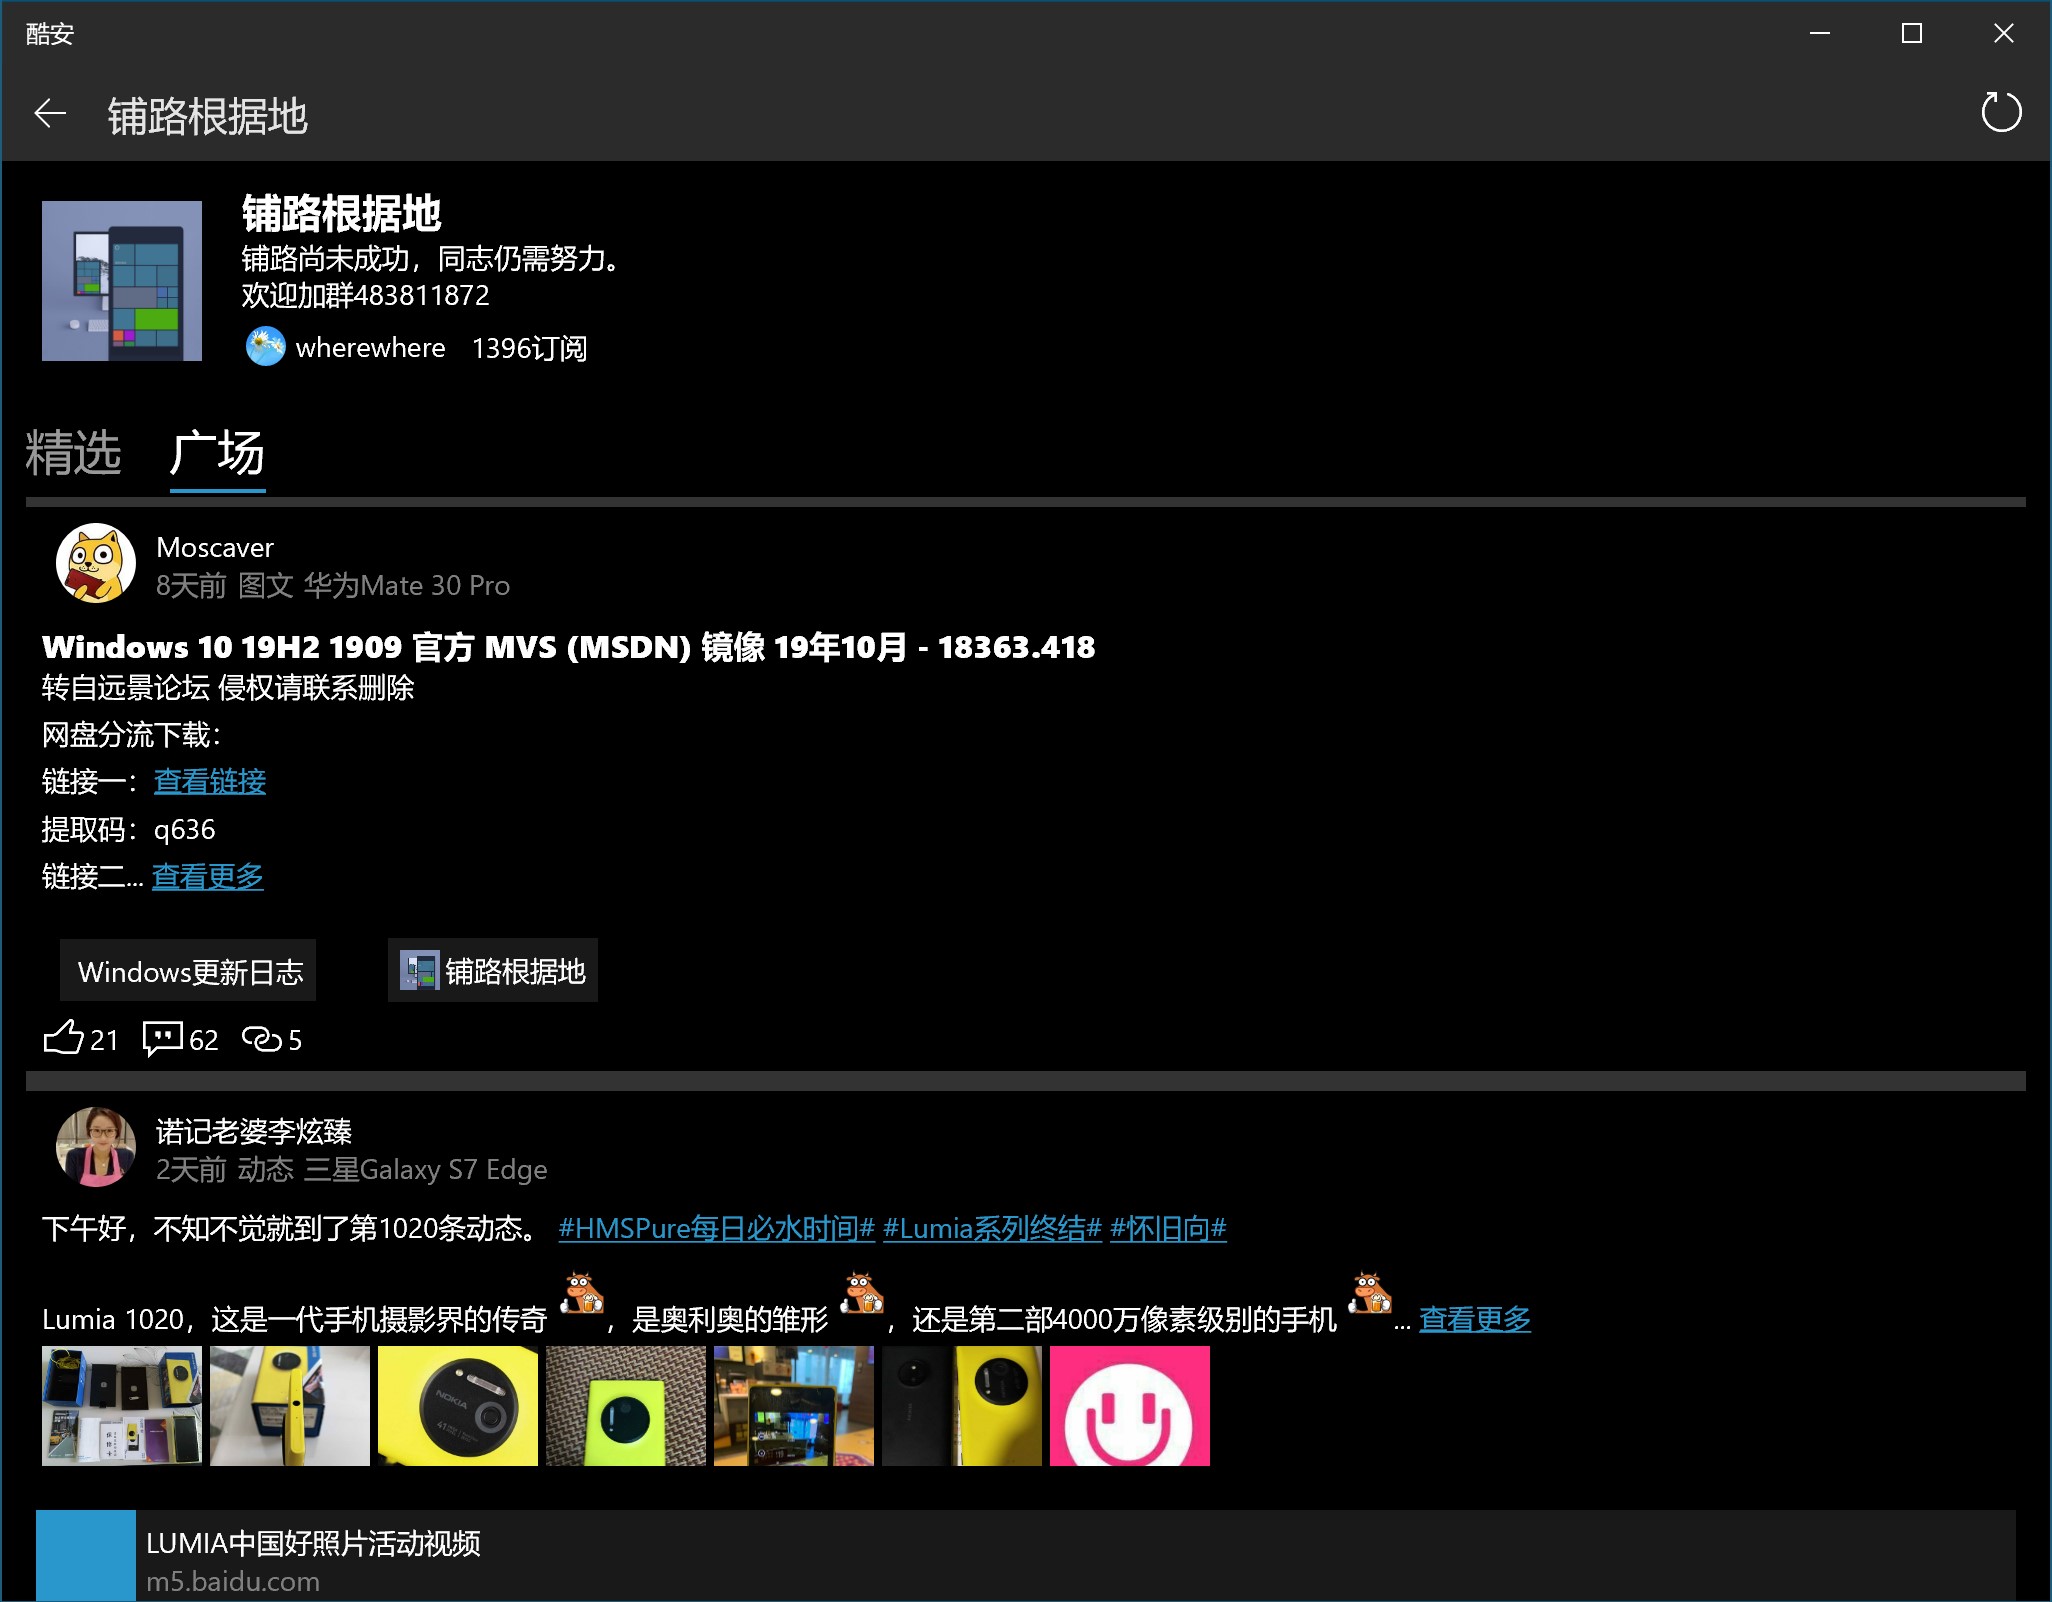 酷安
铺路根据地
铺路根据地
铺路尚未成功，同志仍需努力。
欢迎加群483811872
wherewhere 1396订阅
精选 广场
Moscaver
8天前 图文 华为Mate 30 Pro
Windows 10 19H2 1909 官方 MVS (MSDN) 镜像 19年10月 - 18363.418
转自远景论坛 侵权请联系删除
网盘分流下载：
链接一：查看链接
提取码：q636
链接二... 查看更多
Windows更新日志 铺路根据地
21 62 5
诺记老婆李炫臻
2天前 动态 三星Galaxy S7 Edge
下午好，不知不觉就到了第1020条动态。 #HMSPure每日必水时间# #Lumia系列终结# #怀旧向#
Lumia 1020，这是一代手机摄影界的传奇，是奥利奥的雏形，还是第二部4000万像素级别的手机... 查看更多
NOKIA
LUMIA中国好照片活动视频
m5.baidu.com